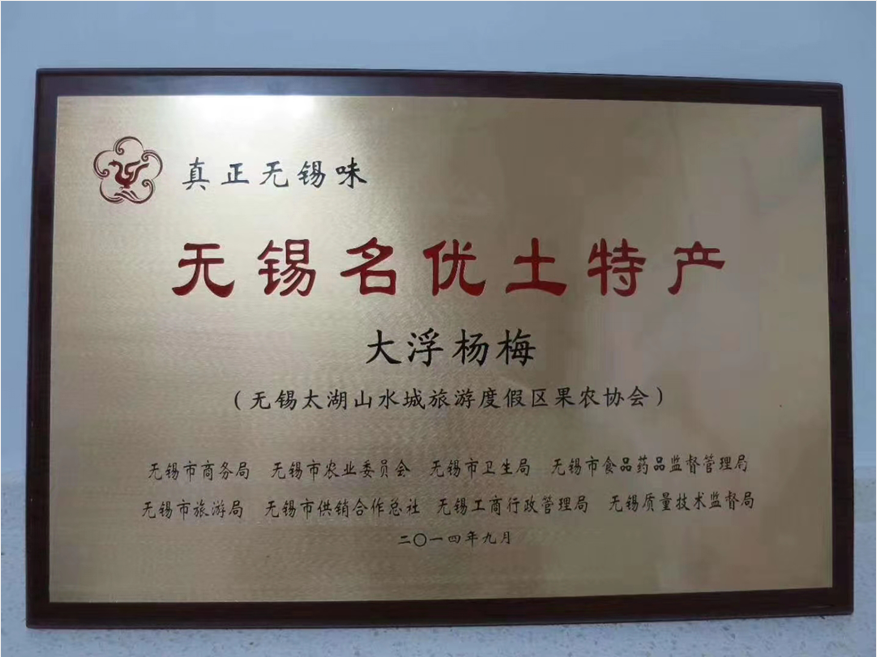 真正无锡味
无锡名优土特产
大浮杨梅
（无锡太湖山水城旅游度假区果农协会）
无锡市商务局 无锡市农业委员会 无锡市卫生局 无锡市食品药品监督管理局
无锡市旅游局 无锡市供销合作总社 无锡工商行政管理局 无锡质量技术监督局
二〇一四年九月